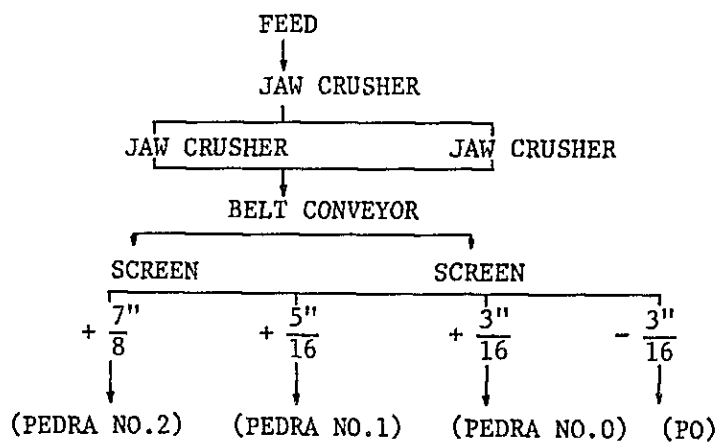 FEED
JAW CRUSHER
JAW CRUSHER JAW CRUSHER
BELT CONVEYOR
SCREEN SCREEN
+ 7"/8 + 5"/16 + 3"/16 - 3"/16
(PEDRA NO.2) (PEDRA NO.1) (PEDRA NO.0) (PO)